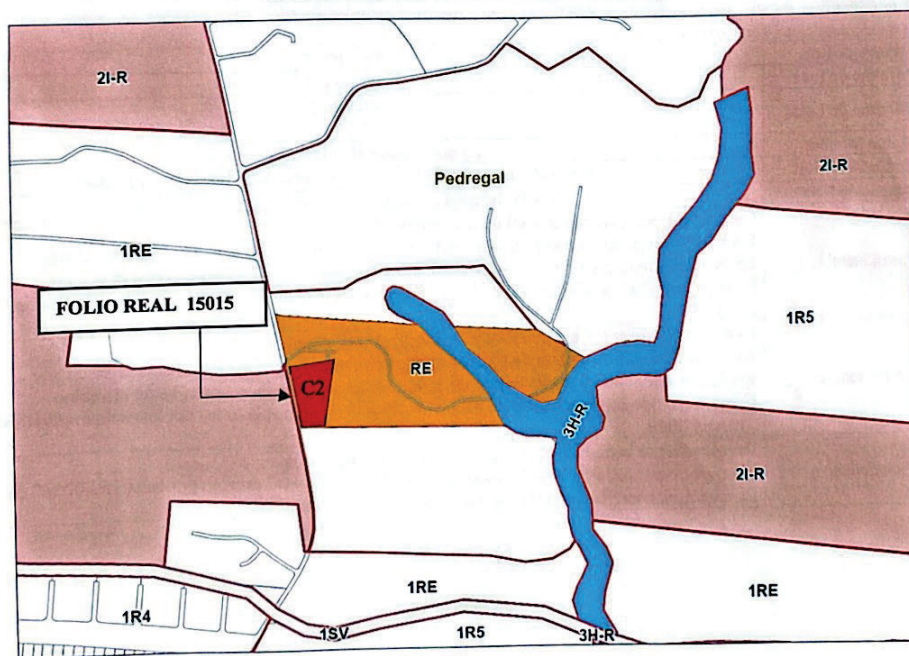 2I-R
2I-R
Pedregal
1RE
FOLIO REAL 15015
1R5
RE
C2
3H-R
2I-R
1RE
1RE
1R4
1SV
1R5
3H-R